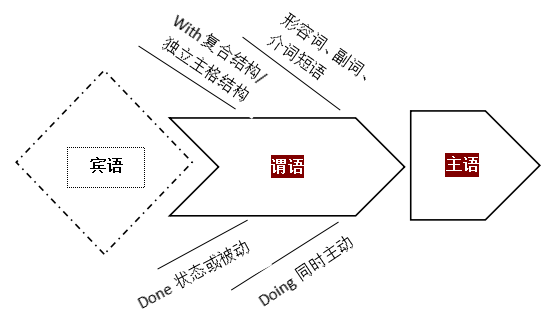 With 复合结构/
独立主格结构
形容词、副词、
介词短语
宾语
谓语
主语
Done 状态或被动
Doing 同时主动